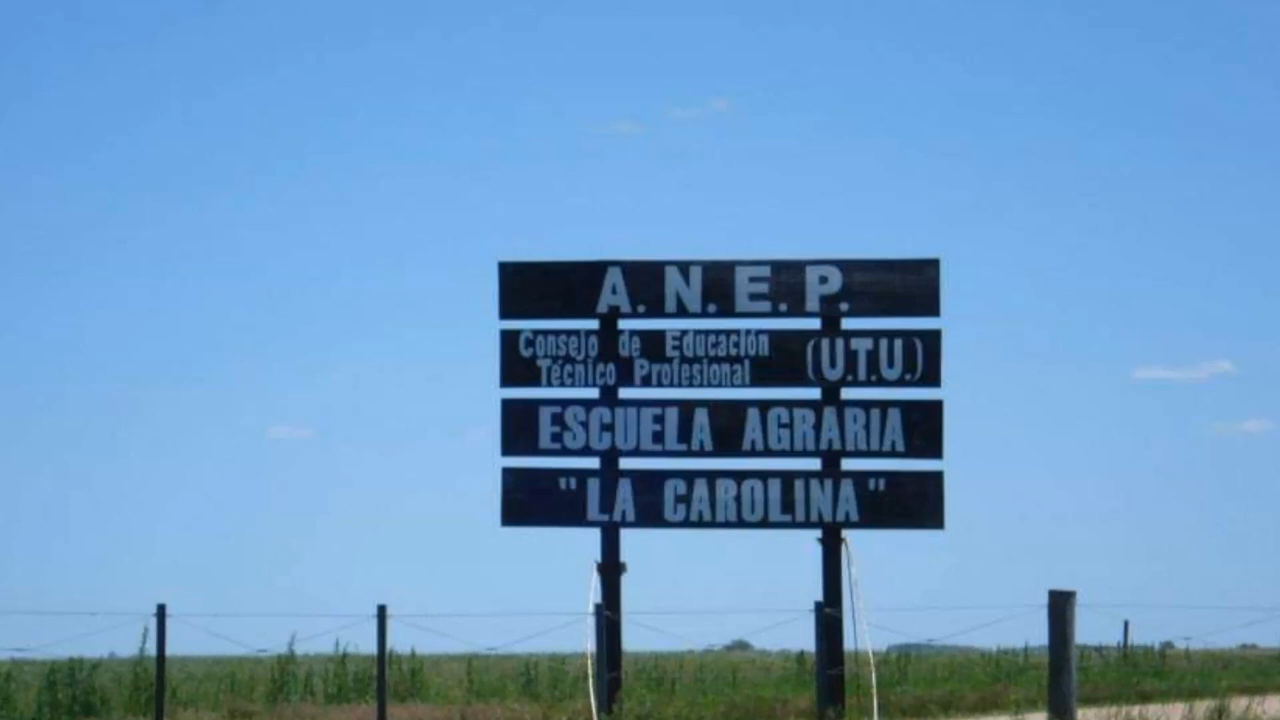 A.N.E.P.
Consejo de Educación
Técnico Profesional
(U.T.U.)
ESCUELA AGRARIA
"LA CAROLINA"